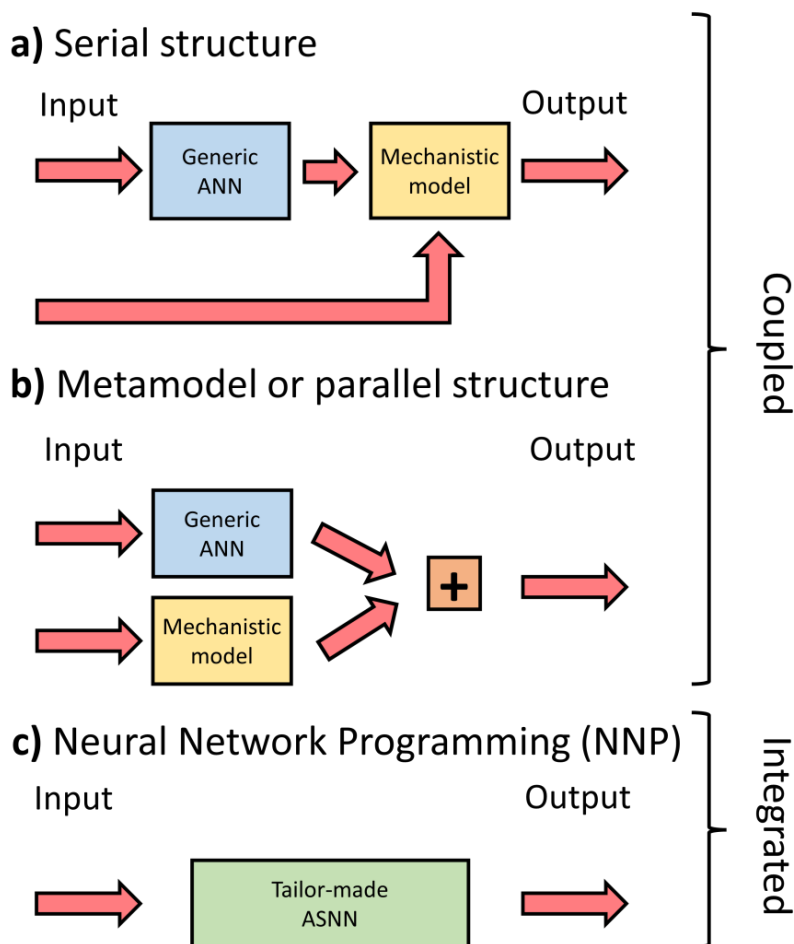 a) Serial structure
Input
Output
Generic
ANN
Mechanistic
model
Coupled
b) Metamodel or parallel structure
Input
Output
Generic
ANN
+
Mechanistic
model
c) Neural Network Programming (NNP)
Input
Output
Integrated
Tailor-made
ASNN